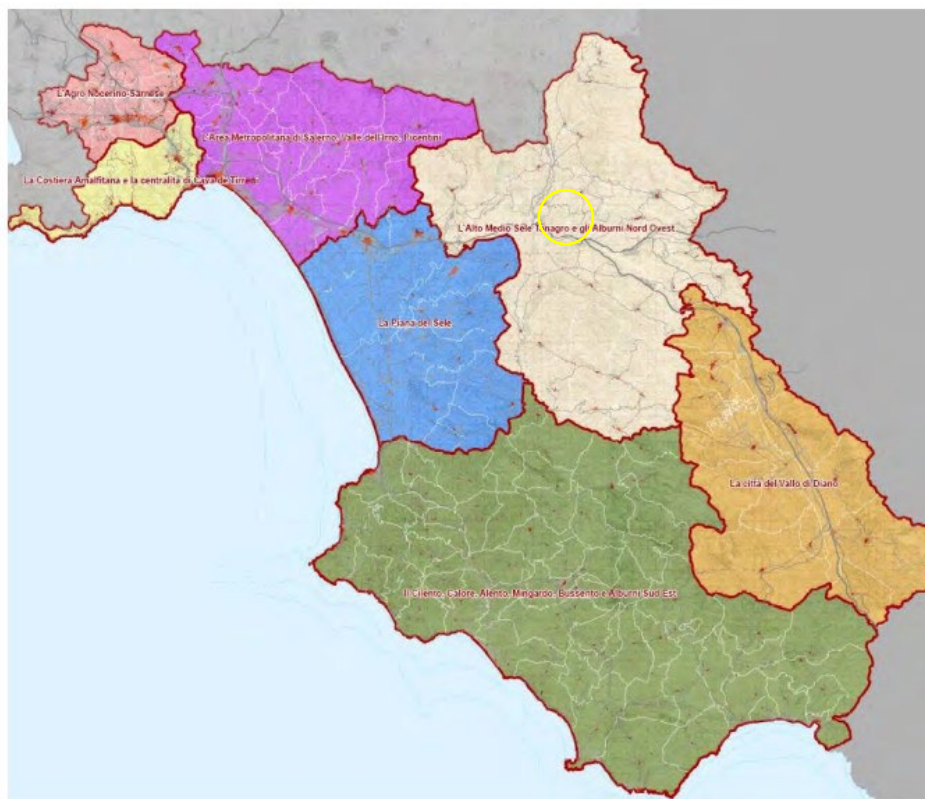 L'Agro Nocerino-Sarnese
L'Area Metropolitana di Salerno, Valle dell'Irno, Picentini
La Costiera Amalfitana e la centralità di Cava de' Tirreni
L'Alto Medio Sele Tanagro e gli Alburni Nord Ovest
La Piana del Sele
La città del Vallo di Diano
Il Cilento, Calore, Alento, Mingardo, Bussento e Alburni Sud Est